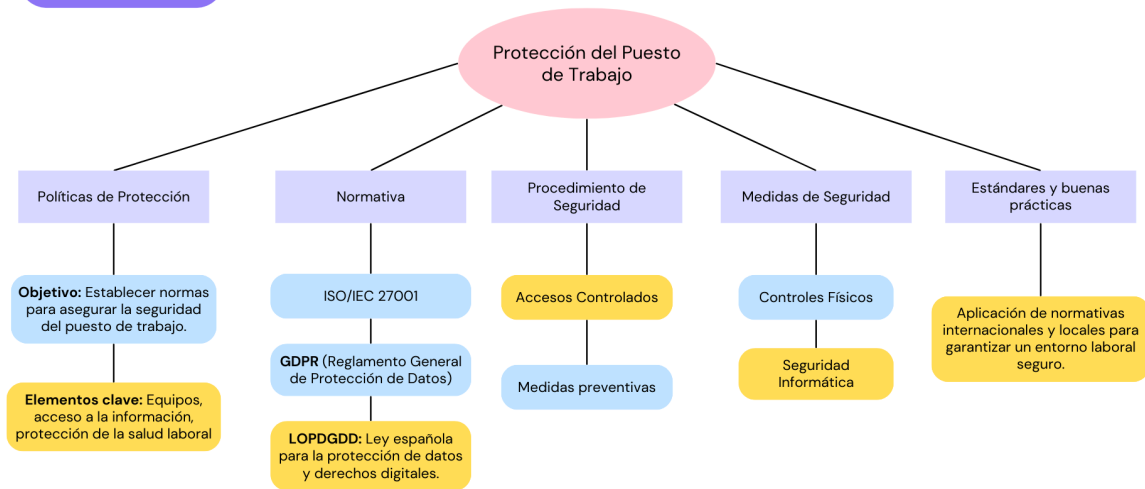 Protección del Puesto
de Trabajo
Políticas de Protección
Normativa
Procedimiento de
Seguridad
Medidas de Seguridad
Estándares y buenas
prácticas
Objetivo: Establecer normas
para asegurar la seguridad
del puesto de trabajo.
Elementos clave: Equipos,
acceso a la información,
protección de la salud laboral
ISO/IEC 27001
GDPR (Reglamento General
de Protección de Datos)
LOPDGDD: Ley española
para la protección de datos
y derechos digitales.
Accesos Controlados
Medidas preventivas
Controles Físicos
Seguridad
Informática
Aplicación de normativas
internacionales y locales para
garantizar un entorno laboral
seguro.